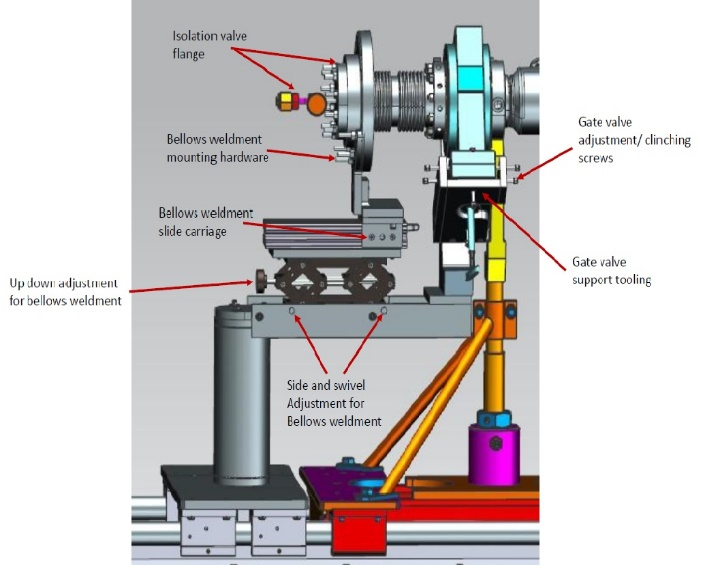 Isolation valve
flange
Bellows weldment
mounting hardware
Bellows weldment
slide carriage
Up down adjustment
for bellows weldment
Side and swivel
Adjustment for
Bellows weldment
Gate valve
adjustment/ clinching
screws
Gate valve
support tooling